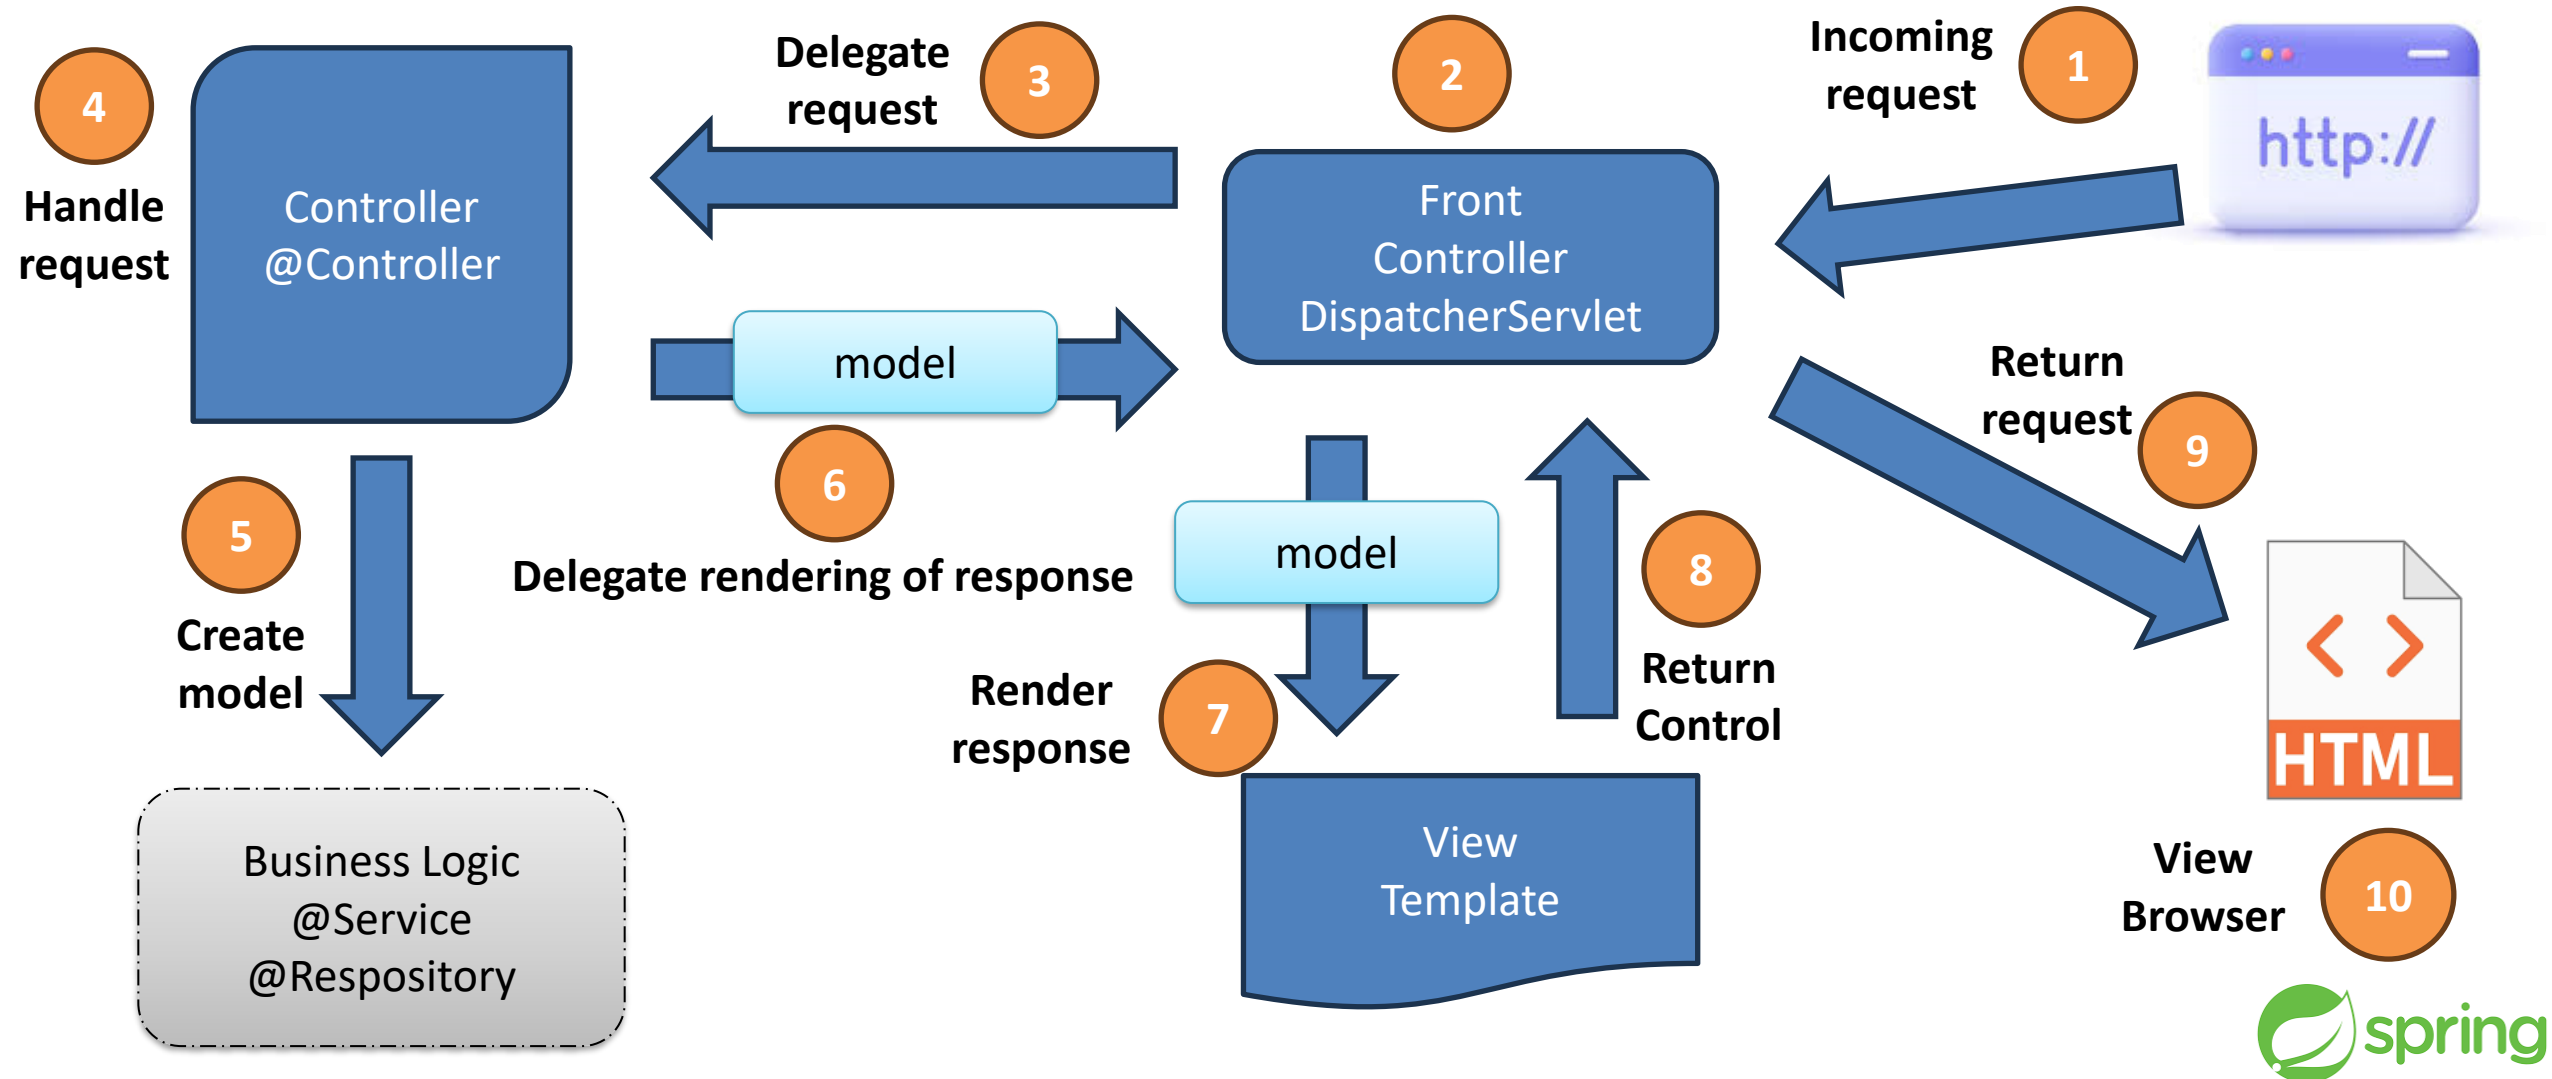 4
Handle
request
Controller
@Controller
Delegate
request
3
2
Front
Controller
DispatcherServlet
Incoming
request
1
http://
model
6
Delegate rendering of response
5
Create
model
Business Logic
@Service
@Respository
model
Render
response
7
8
Return
Control
View
Template
Return
request
9
HTML
View
Browser
10
spring